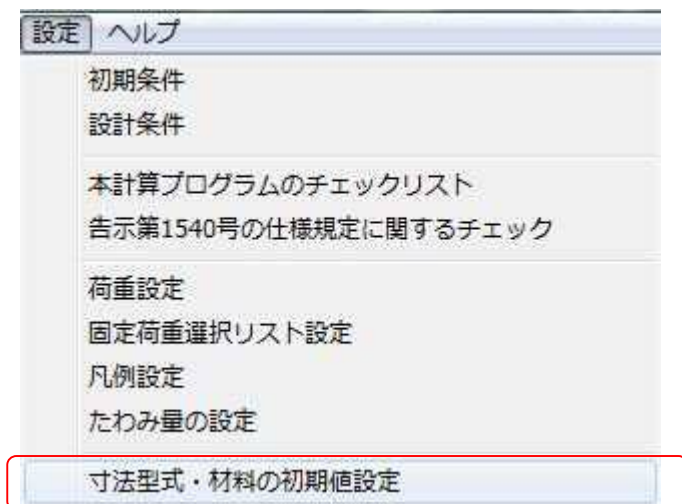 設定 ヘルプ
初期条件
設計条件
本計算プログラムのチェックリスト
告示第1540号の仕様規定に関するチェック
荷重設定
固定荷重選択リスト設定
凡例設定
たわみ量の設定
寸法型式・材料の初期値設定